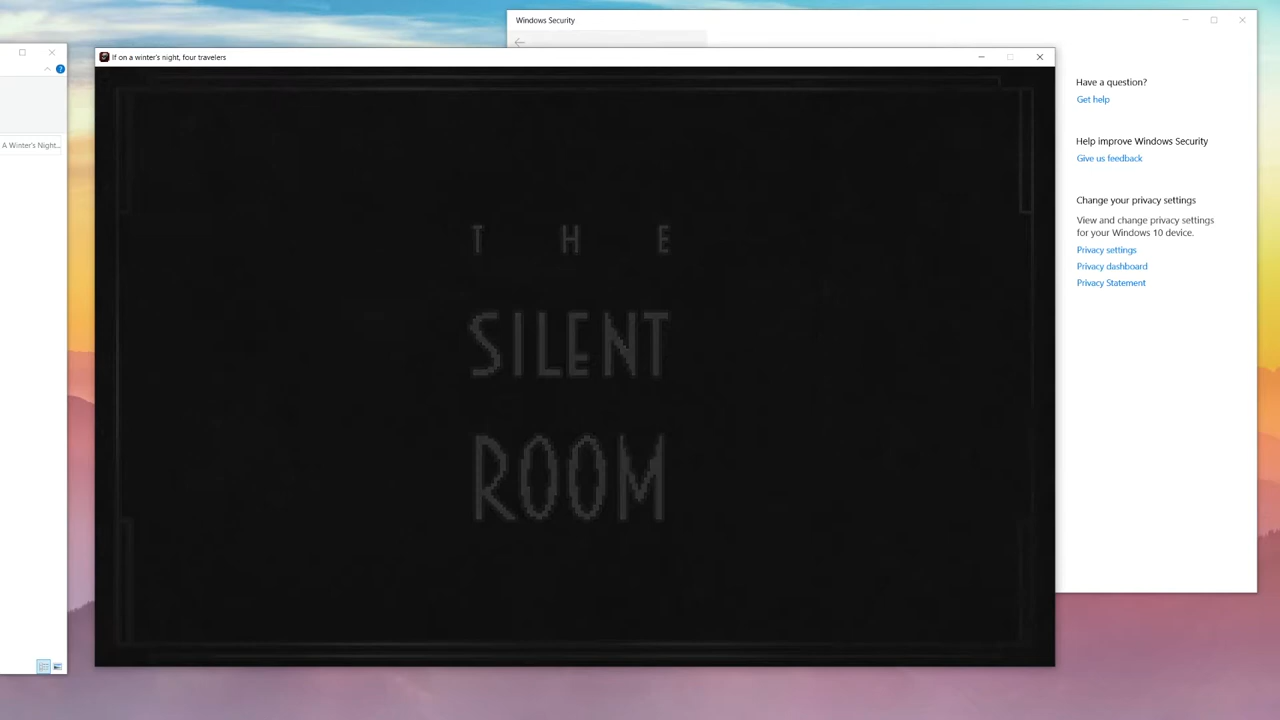 Windows Security
If on a winter's night, four travelers
A Winter's Night...
THE
SILENT
ROOM
Have a question?
Get help
Help improve Windows Security
Give us feedback
Change your privacy settings
View and change privacy settings
for your Windows 10 device.
Privacy settings
Privacy dashboard
Privacy Statement